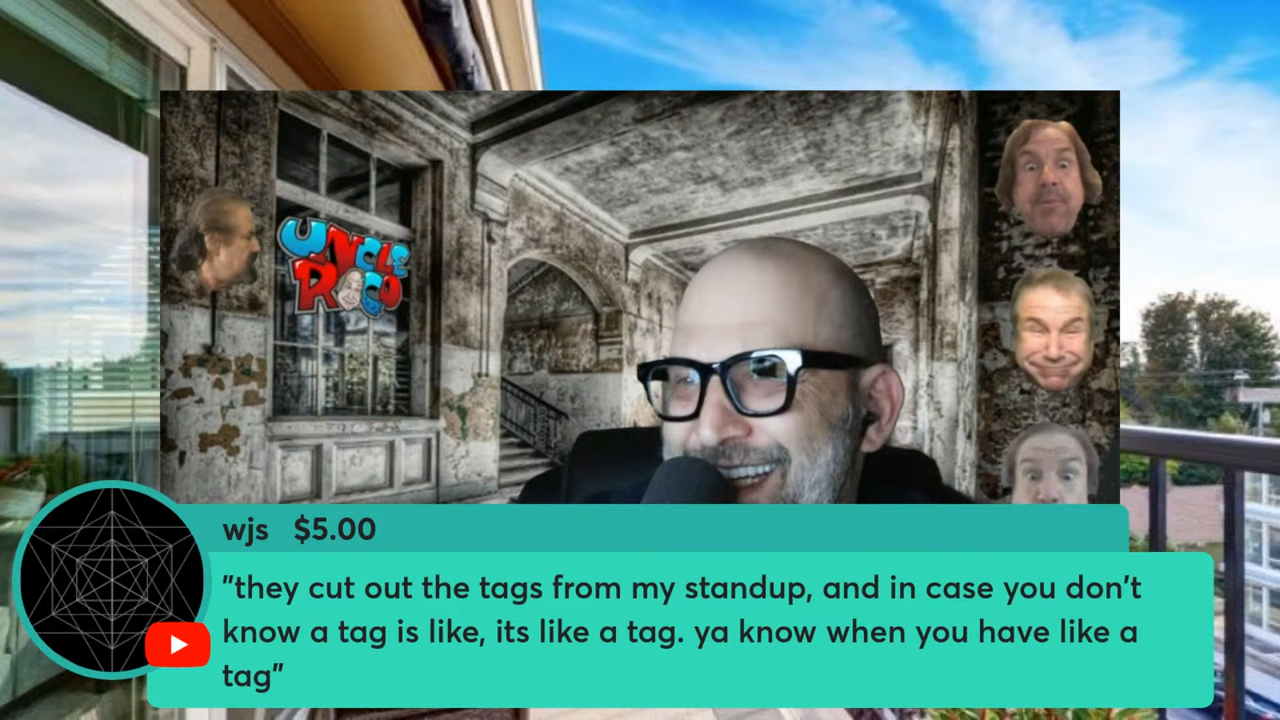 UNCLE
ROCO
wjs $5.00
"they cut out the tags from my standup, and in case you don't
know a tag is like, its like a tag. ya know when you have like a
tag"